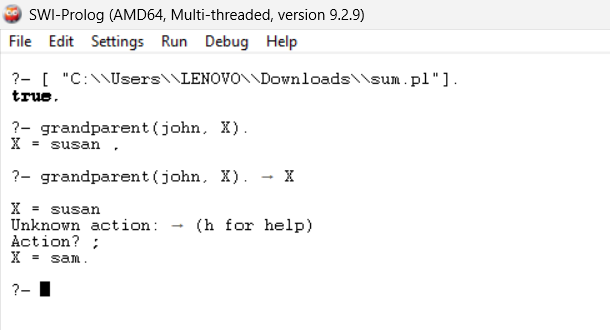 SWI-Prolog (AMD64, Multi-threaded, version 9.2.9)
File Edit Settings Run Debug Help
?- [ "C:\\Users\\LENOVO\\Downloads\\sum.pl"].
true.
?- grandparent(john, X).
X = susan .
?- grandparent(john, X). → X
X = susan
Unknown action: → (h for help)
Action? ;
X = sam.
?-